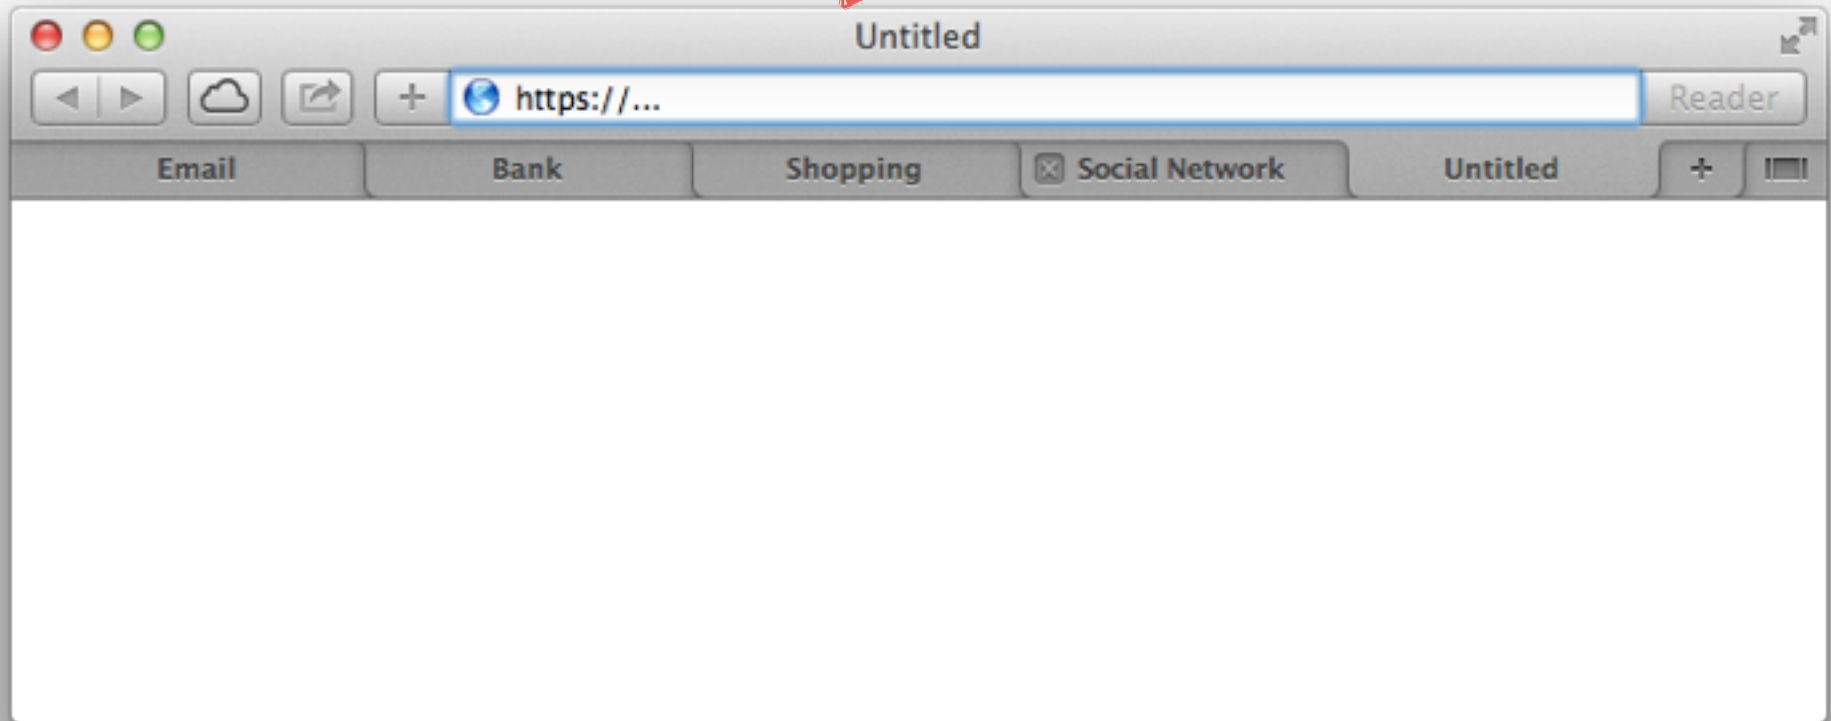 Untitled
https://... Reader
Email Bank Shopping Social Network Untitled